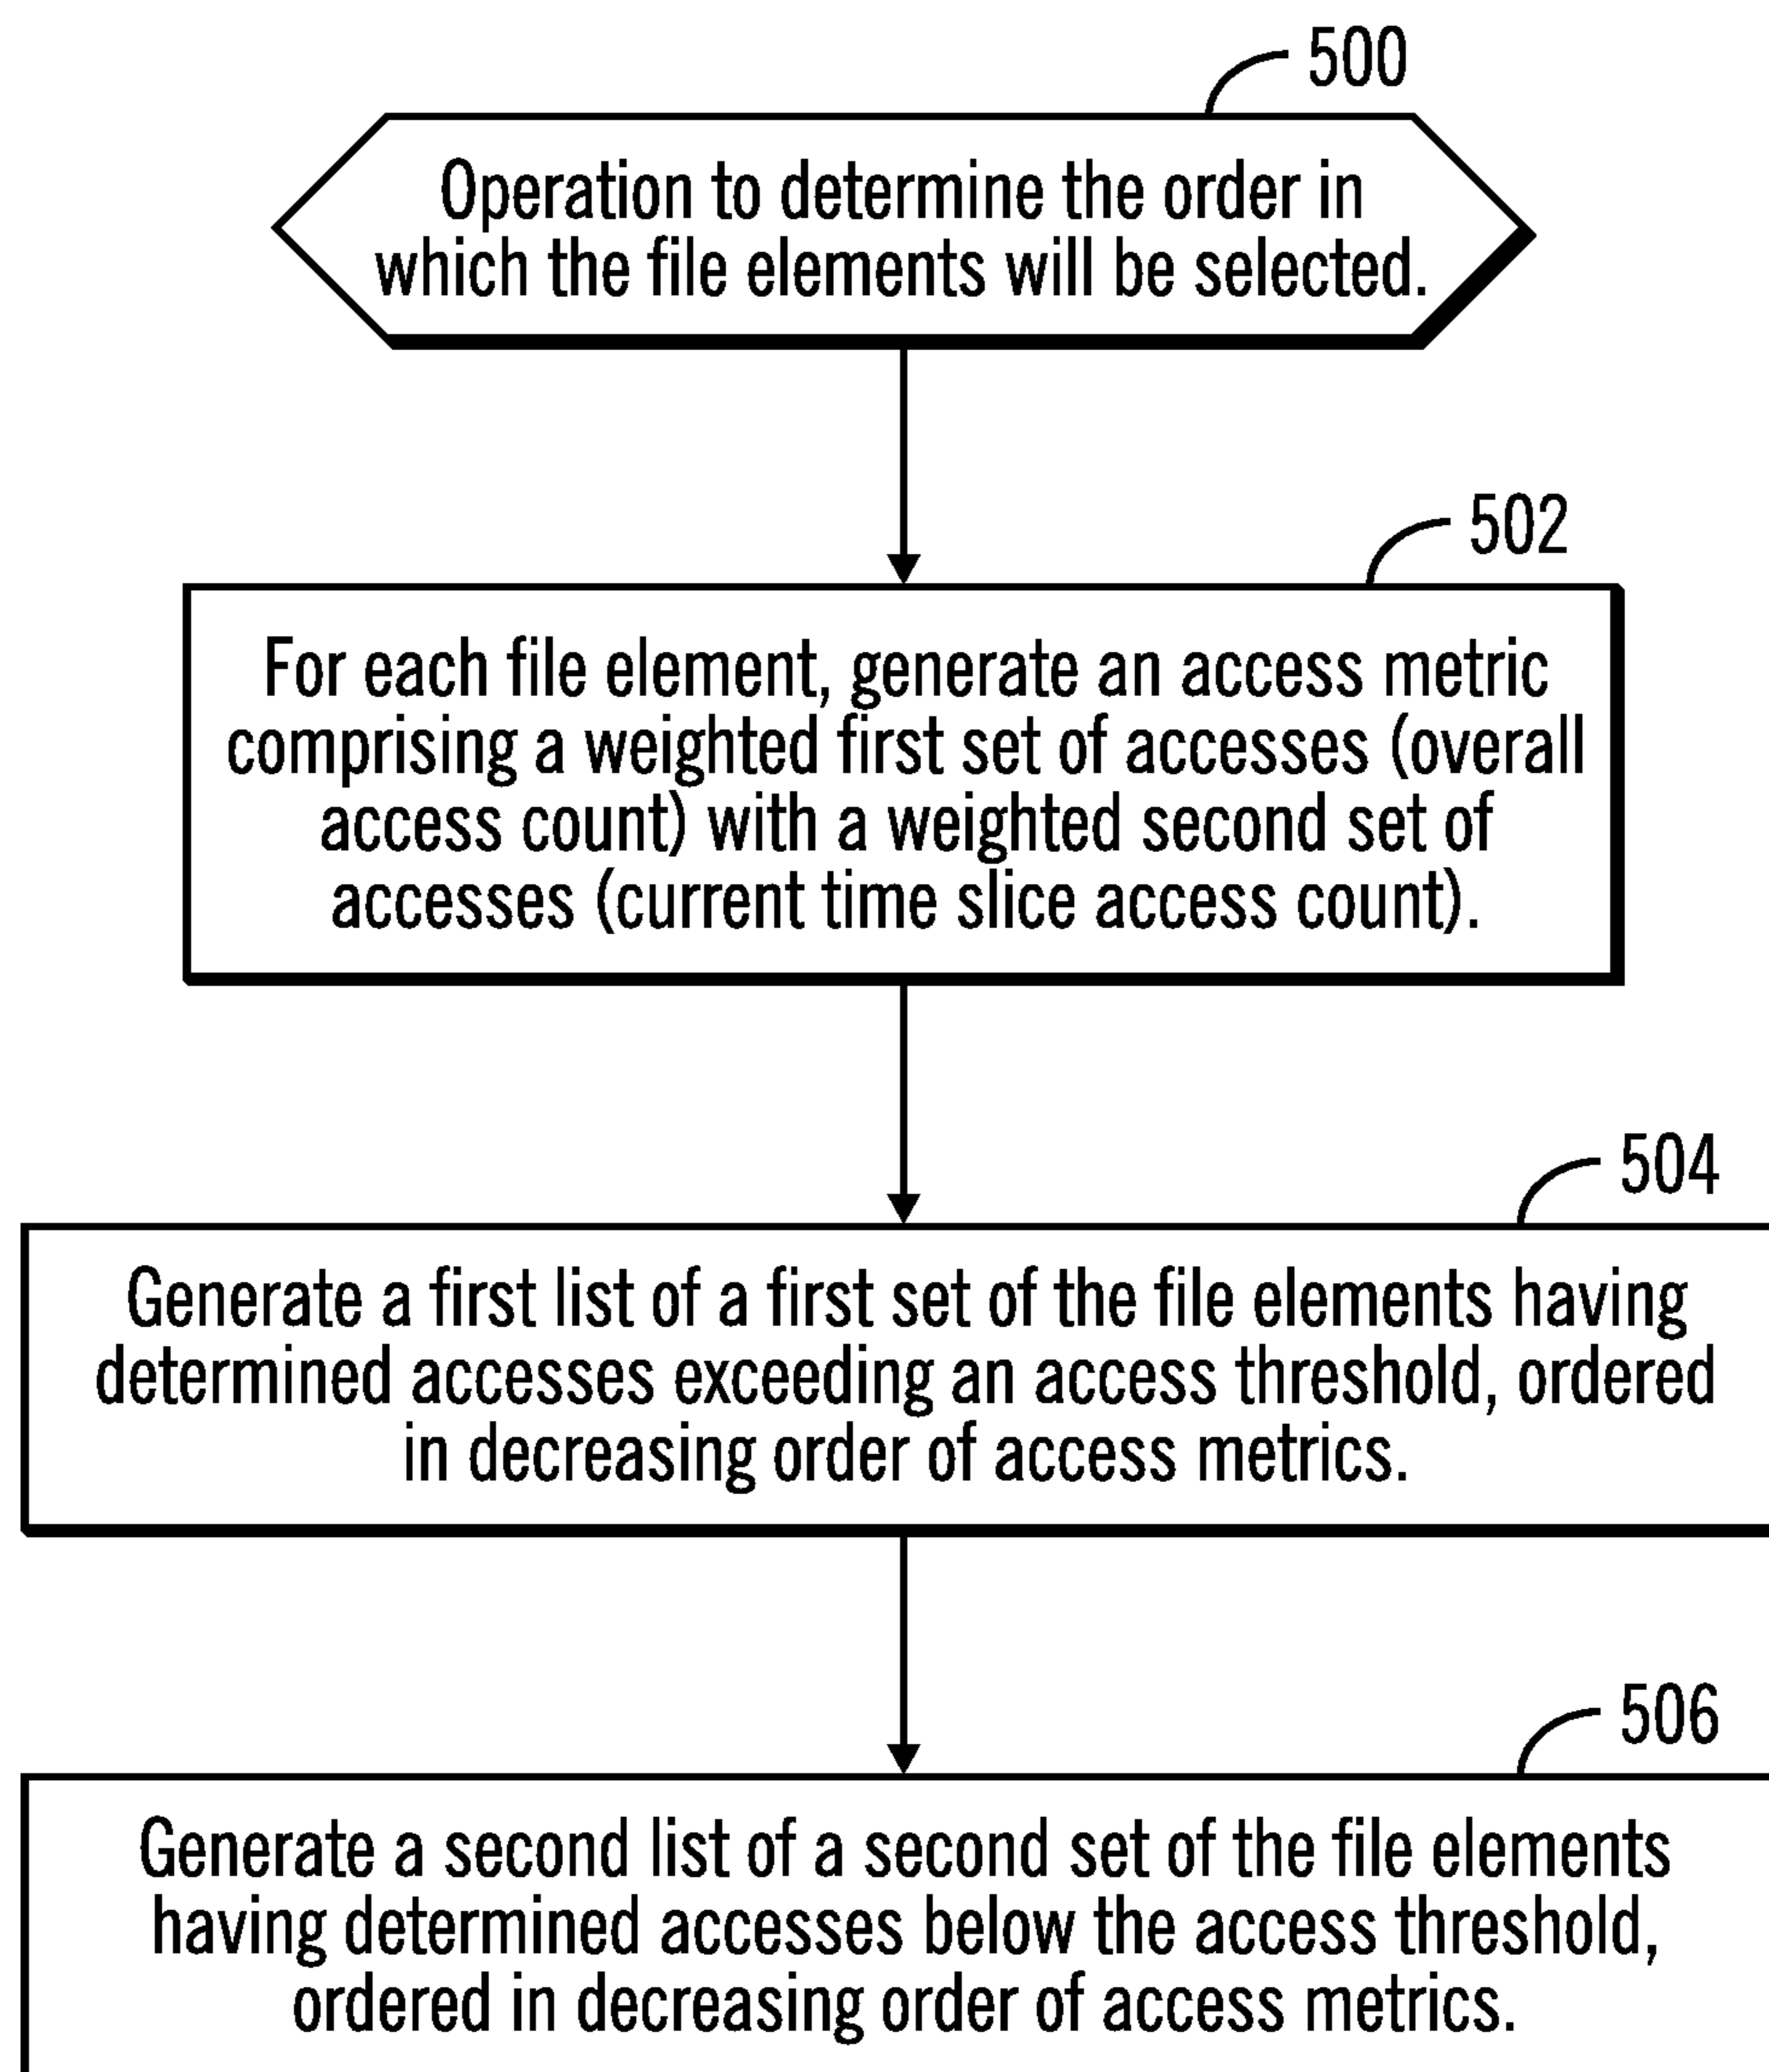 500
Operation to determine the order in
which the file elements will be selected.
502
For each file element, generate an access metric
comprising a weighted first set of accesses (overall
access count) with a weighted second set of
accesses (current time slice access count).
504
Generate a first list of a first set of the file elements having
determined accesses exceeding an access threshold, ordered
in decreasing order of access metrics.
506
Generate a second list of a second set of the file elements
having determined accesses below the access threshold,
ordered in decreasing order of access metrics.